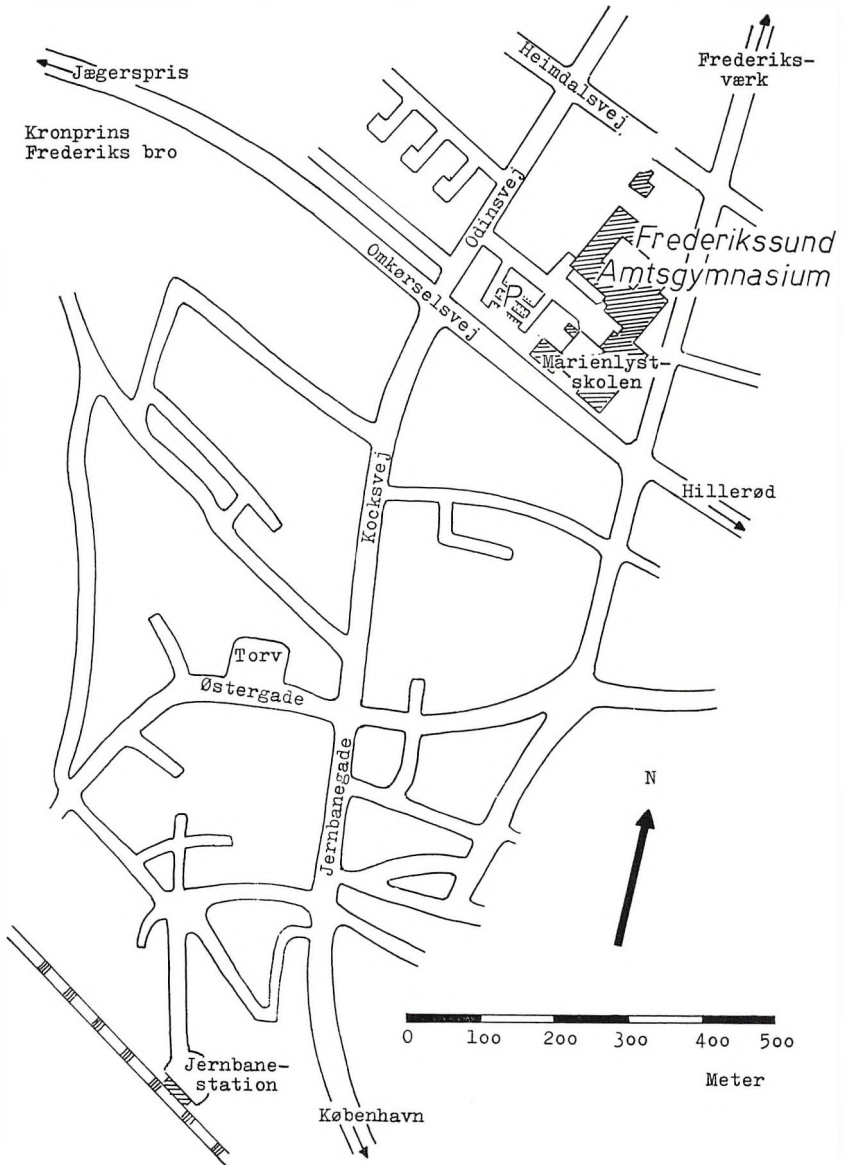 Heimdalsvej
Frederiks-
værk
Jægerspris
Kronprins
Frederiks bro
Odinsvej
Frederikssund
Amtsgymnasium
Omkørselsvej
P
Marienlyst-
skolen
Hillerød
Kocksvej
Torv
Østergade
Jernbanegade
N
0 100 200 300 400 500
Meter
Jernbane-
station
København